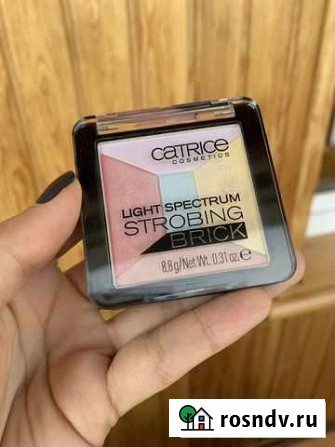 CATRICE
COSMETICS
LIGHT SPECTRUM
STROBING
BRICK
8,8g/Net Wt. 0.31 oz. ℮
rosndv.ru